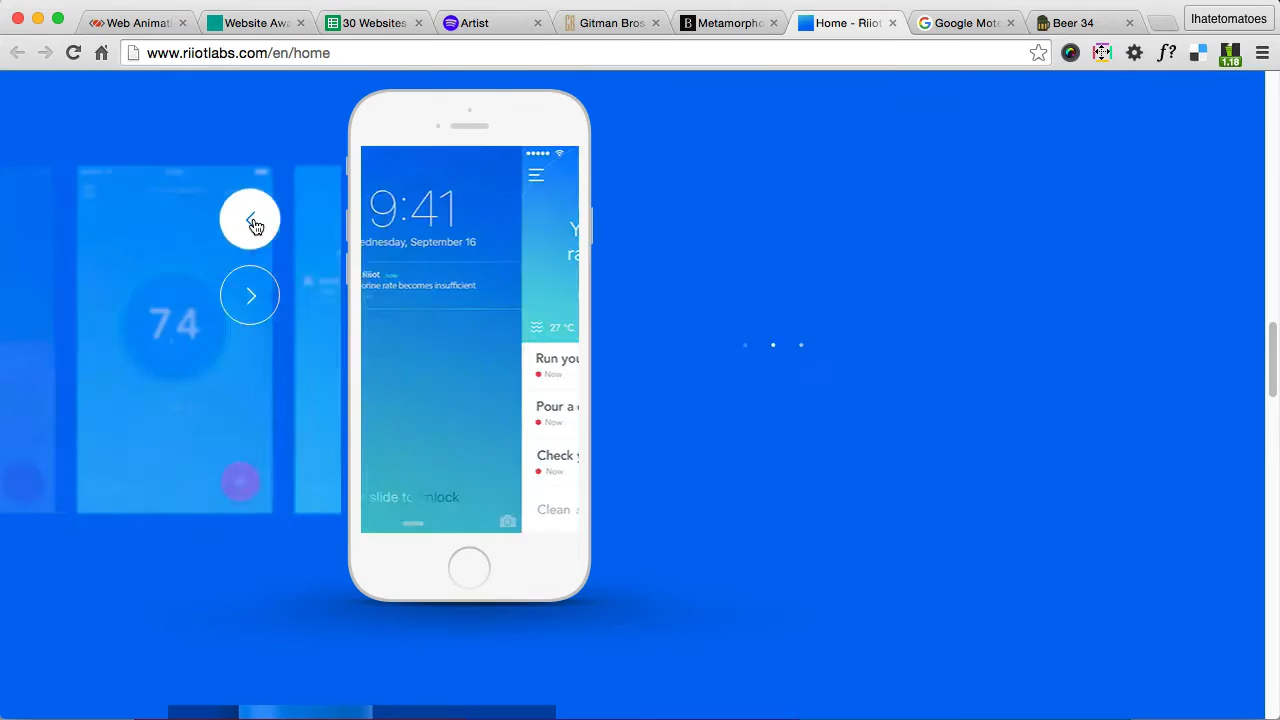 Web Animati
Website Awa
30 Websites
Artist
Gitman Bros
Metamorpho
Home - Riiot
Google Mot
Beer 34
Ihatetomatoes
www.riiotlabs.com/en/home
f?
1.18
9:41
ednesday, September 16
Riiot now
orine rate becomes insufficient
slide to unlock
27 °C
Run you
Now
Pour a
Now
Check y
Now
Clean
74